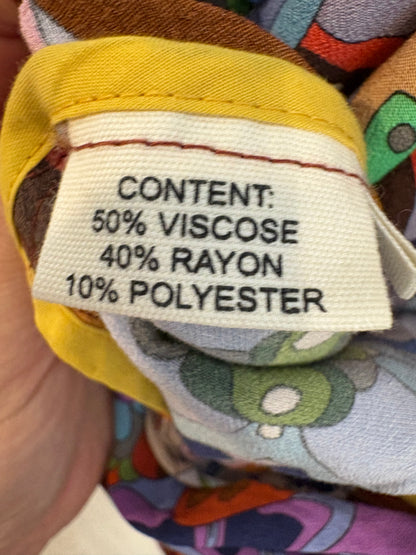 CONTENT:
50% VISCOSE
40% RAYON
10% POLYESTER